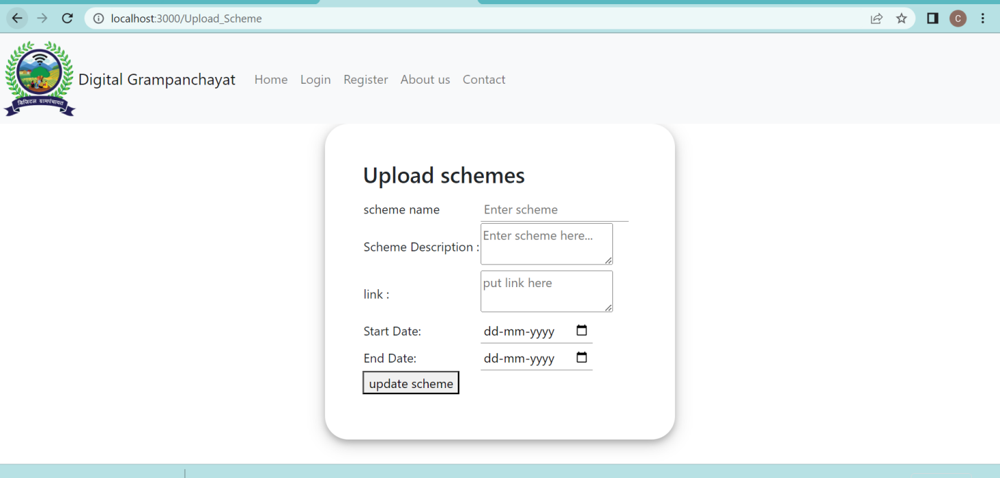 localhost:3000/Upload_Scheme
C
डिजिटल ग्रामपंचायत
Digital Grampanchayat Home Login Register About us Contact
Upload schemes
scheme name Enter scheme
Scheme Description : Enter scheme here...
link : put link here
Start Date: dd-mm-yyyy
End Date: dd-mm-yyyy
update scheme